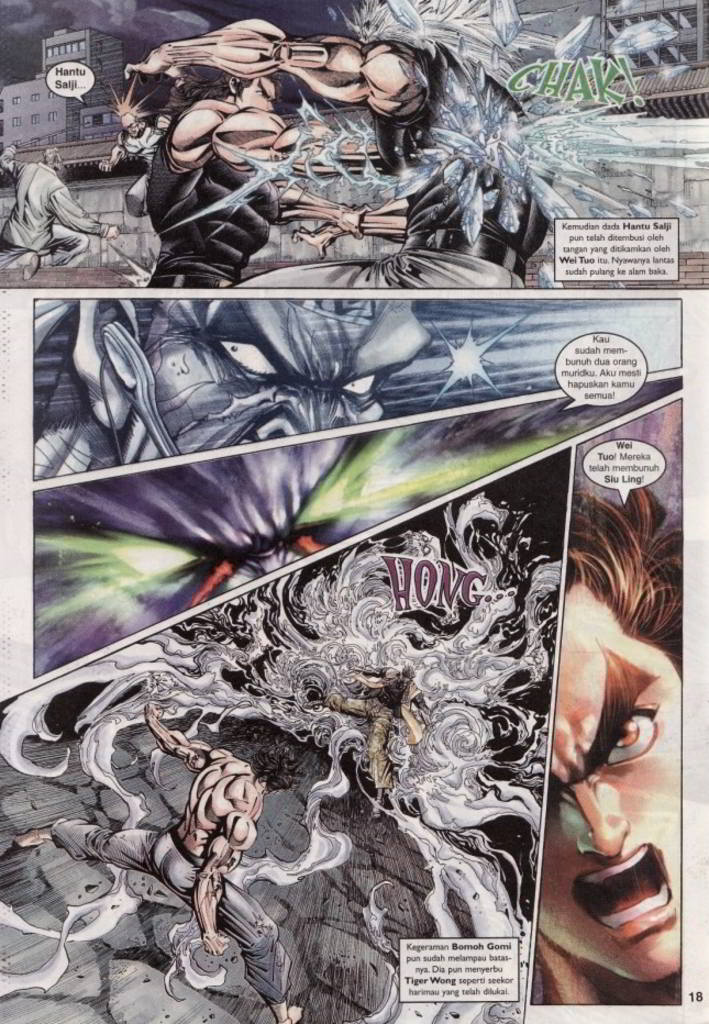 Hantu
Salji...
CHAK!
Kemudian dada Hantu Salji
pun telah ditembusi oleh
tangan yang ditikamkan oleh
Wei Tuo itu. Nyawanya lantas
sudah pulang ke alam baka.
Kau
sudah mem-
bunuh dua orang
muridku. Aku mesti
hapuskan kamu
semua!
Wei
Tuo! Mereka
telah membunuh
Siu Ling!
HONG...
Kegeraman Bomoh Gomi
pun sudah melampau batas-
nya. Dia pun menyerbu
Tiger Wong seperti seekor
harimau yang telah dilukai.
18